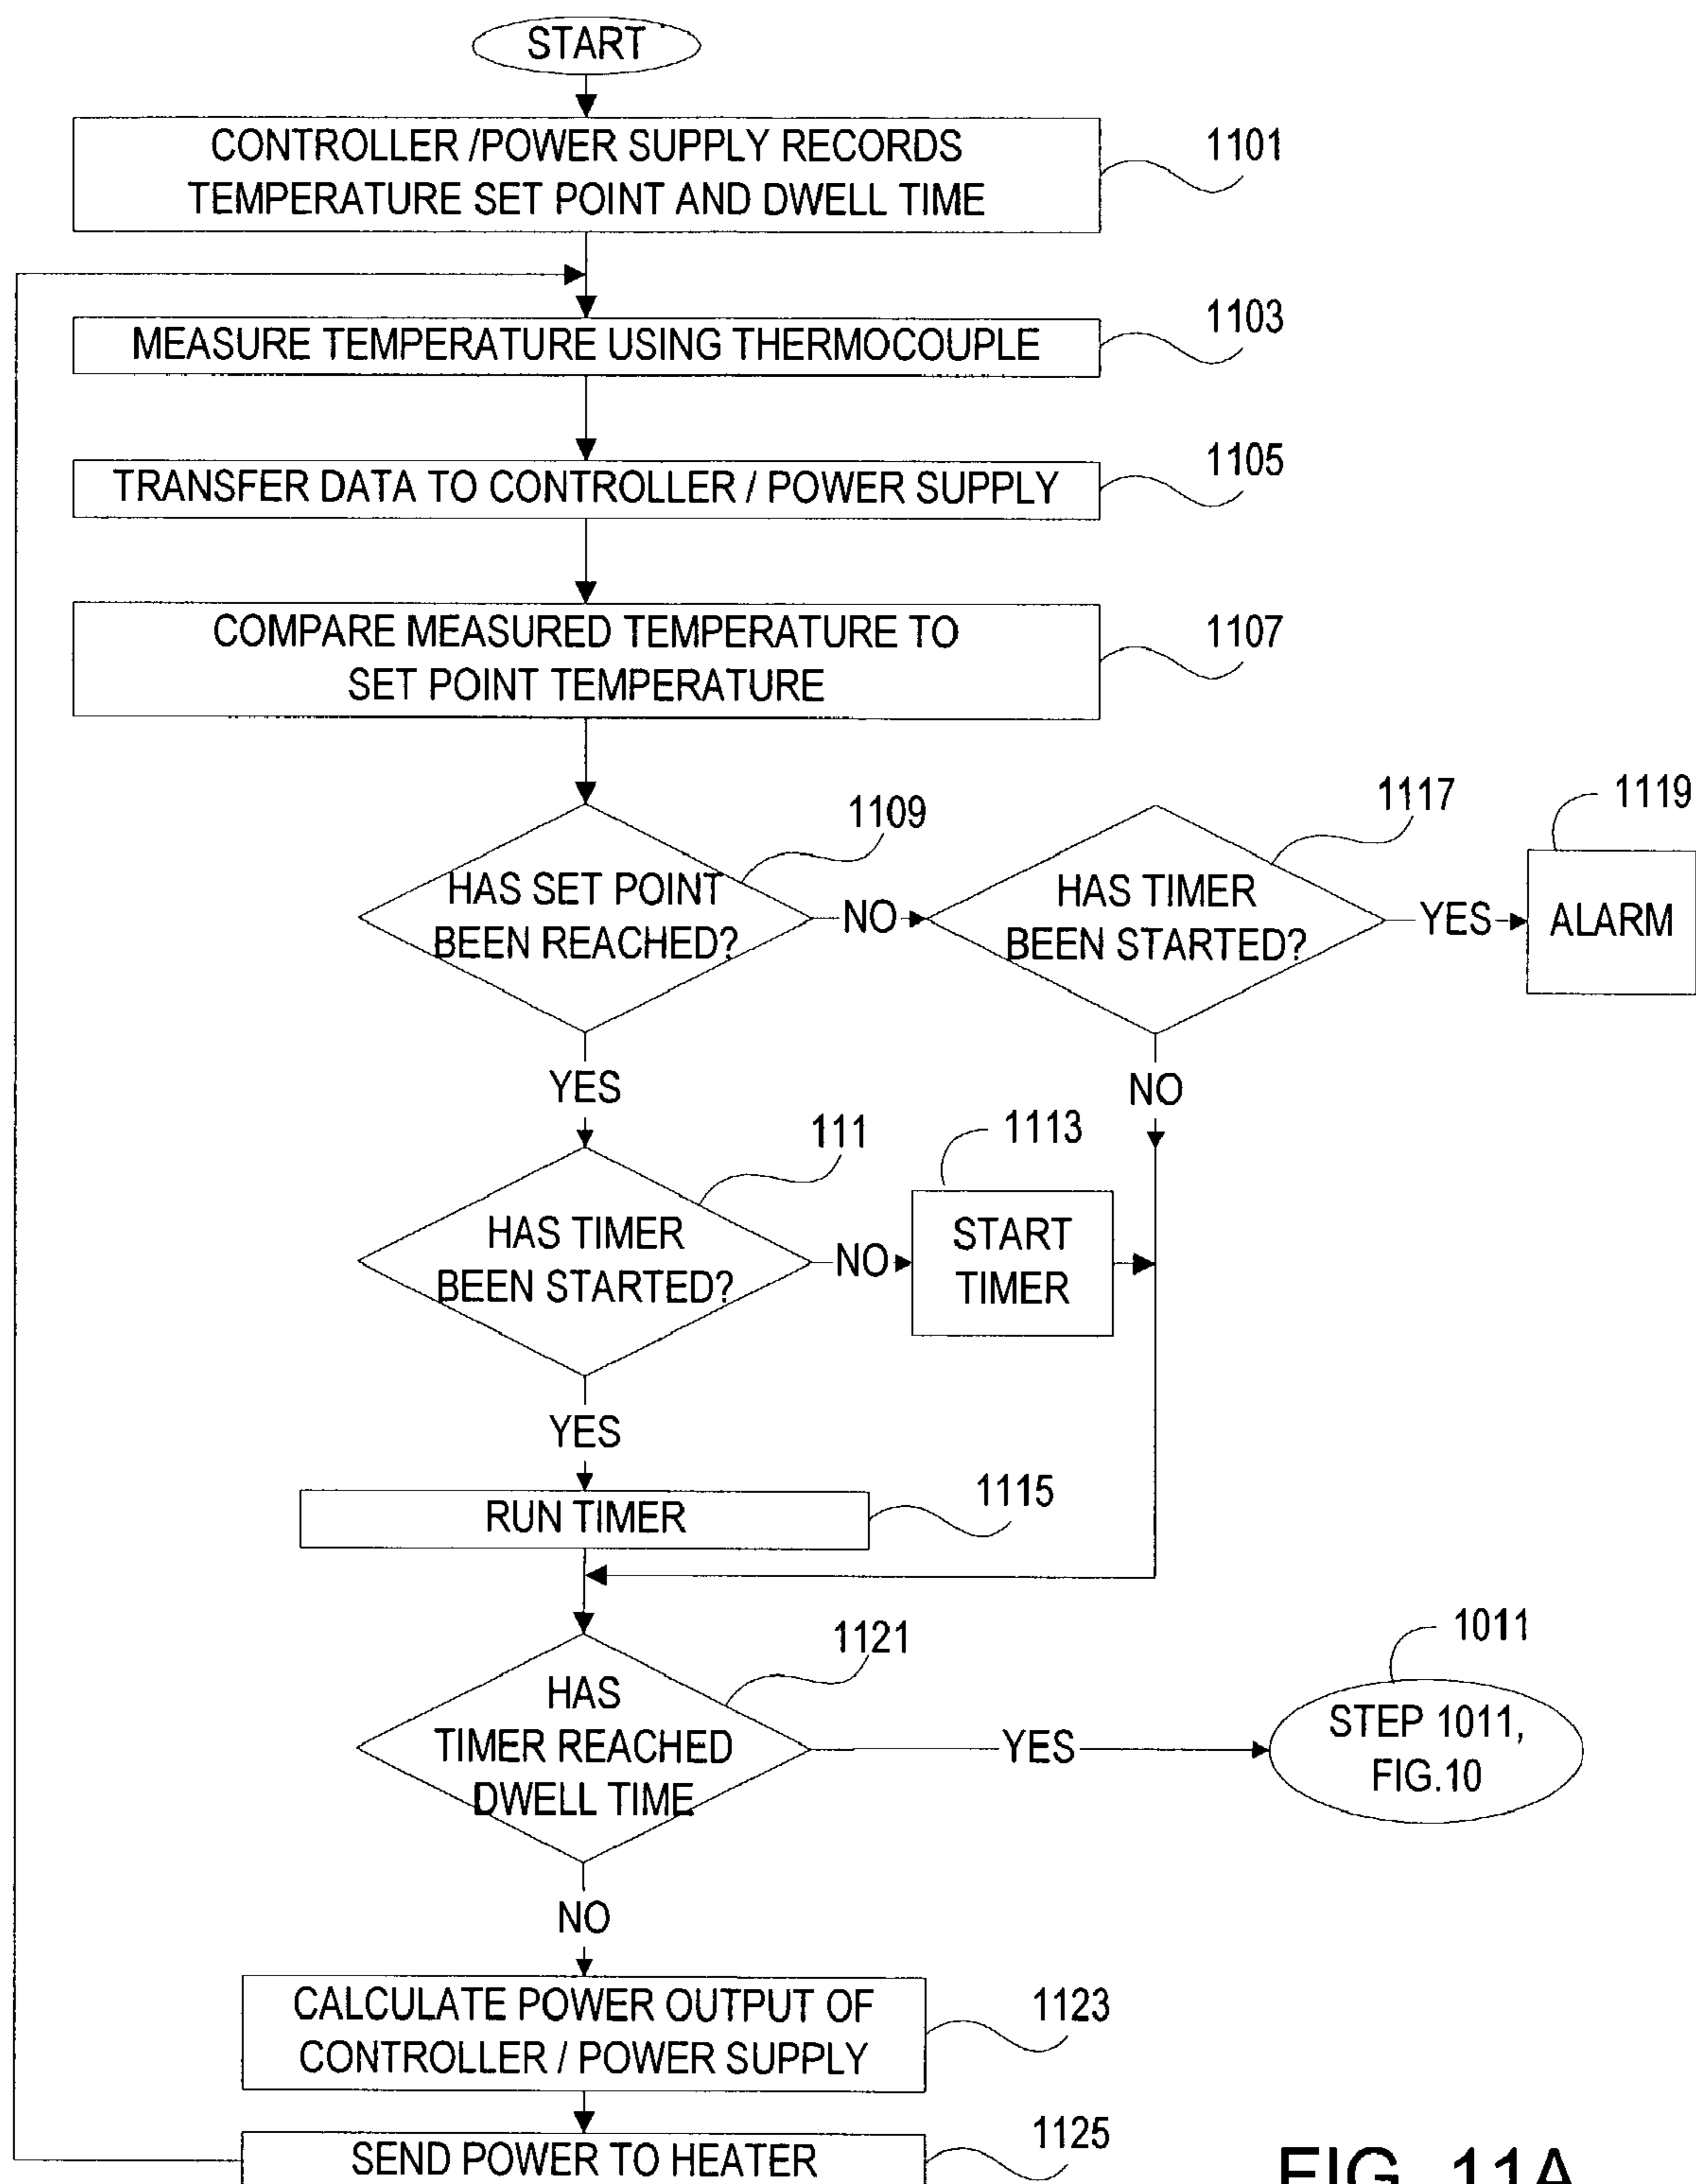 START
CONTROLLER /POWER SUPPLY RECORDS
TEMPERATURE SET POINT AND DWELL TIME
1101
MEASURE TEMPERATURE USING THERMOCOUPLE
1103
TRANSFER DATA TO CONTROLLER / POWER SUPPLY
1105
COMPARE MEASURED TEMPERATURE TO
SET POINT TEMPERATURE
1107
HAS SET POINT
BEEN REACHED?
1109
NO
HAS TIMER
BEEN STARTED?
1117
YES
ALARM
1119
YES
NO
HAS TIMER
BEEN STARTED?
111
NO
START
TIMER
1113
YES
RUN TIMER
1115
HAS
TIMER REACHED
DWELL TIME
1121
YES
STEP 1011,
FIG.10
1011
NO
CALCULATE POWER OUTPUT OF
CONTROLLER / POWER SUPPLY
1123
SEND POWER TO HEATER
1125
FIG. 11A